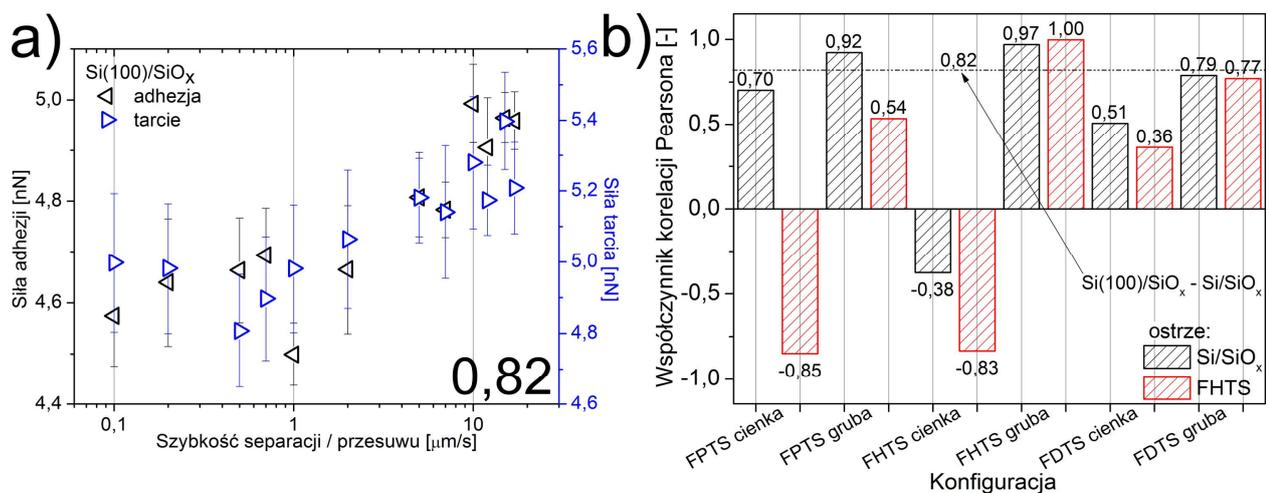 a)
Si(100)/SiOx
adhezja
tarcie
5,0
4,8
4,6
4,4
Siła adhezji [nN]
5,6
5,4
5,2
5,0
4,8
4,6
Siła tarcia [nN]
0,82
0,1
1
10
Szybkość separacji / przesuwu [μm/s]
b)
Współczynnik korelacji Pearsona [-]
1,0
0,5
0,0
-0,5
-1,0
0,70
-0,85
0,92
0,54
-0,38
0,82
-0,83
0,97
1,00
0,51
0,36
0,79
0,77
Si(100)/SiOx - Si/SiOx
ostrze:
Si/SiOx
FHTS
FPTS cienka
FPTS gruba
FHTS cienka
FHTS gruba
FDTS cienka
FDTS gruba
Konfiguracja